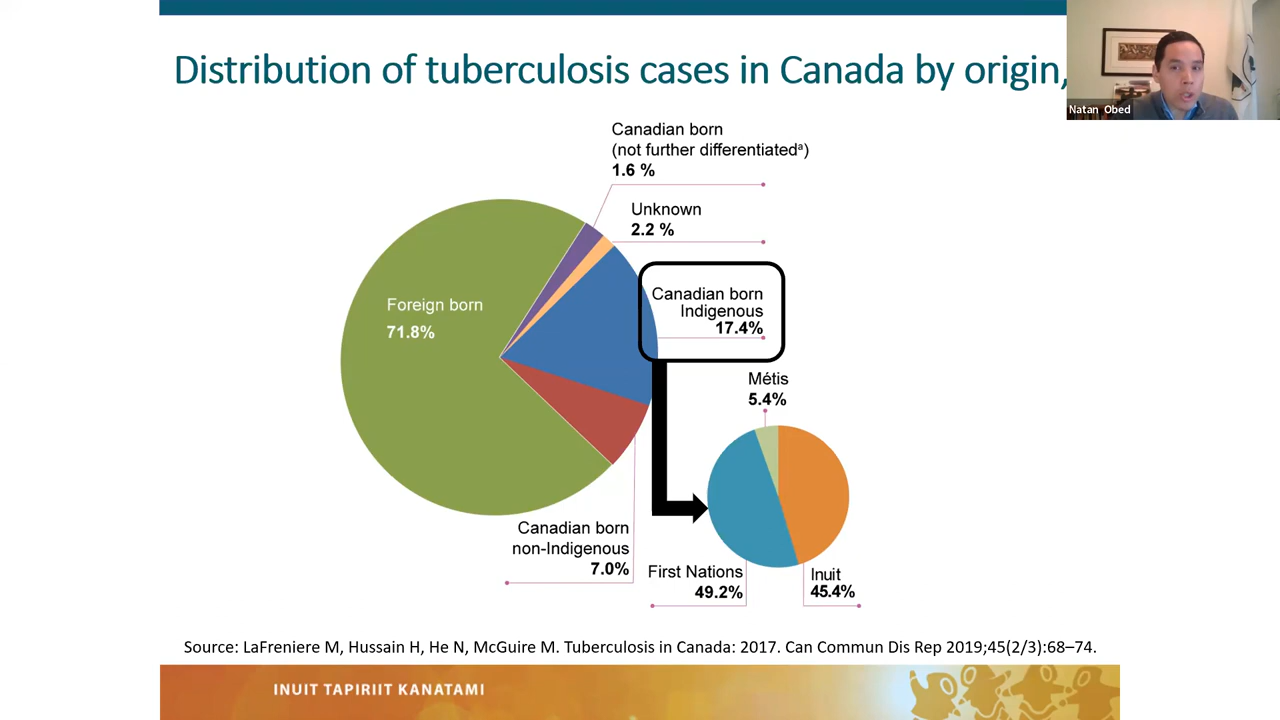 Distribution of tuberculosis cases in Canada by origin,
Natan Obed
Canadian born
(not further differentiatedᵃ)
1.6 %
Unknown
2.2 %
Canadian born
Indigenous
17.4%
Foreign born
71.8%
Métis
5.4%
Canadian born
non-Indigenous
7.0%
First Nations
49.2%
Inuit
45.4%
Source: LaFreniere M, Hussain H, He N, McGuire M. Tuberculosis in Canada: 2017. Can Commun Dis Rep 2019;45(2/3):68–74.
INUIT TAPIRIIT KANATAMI